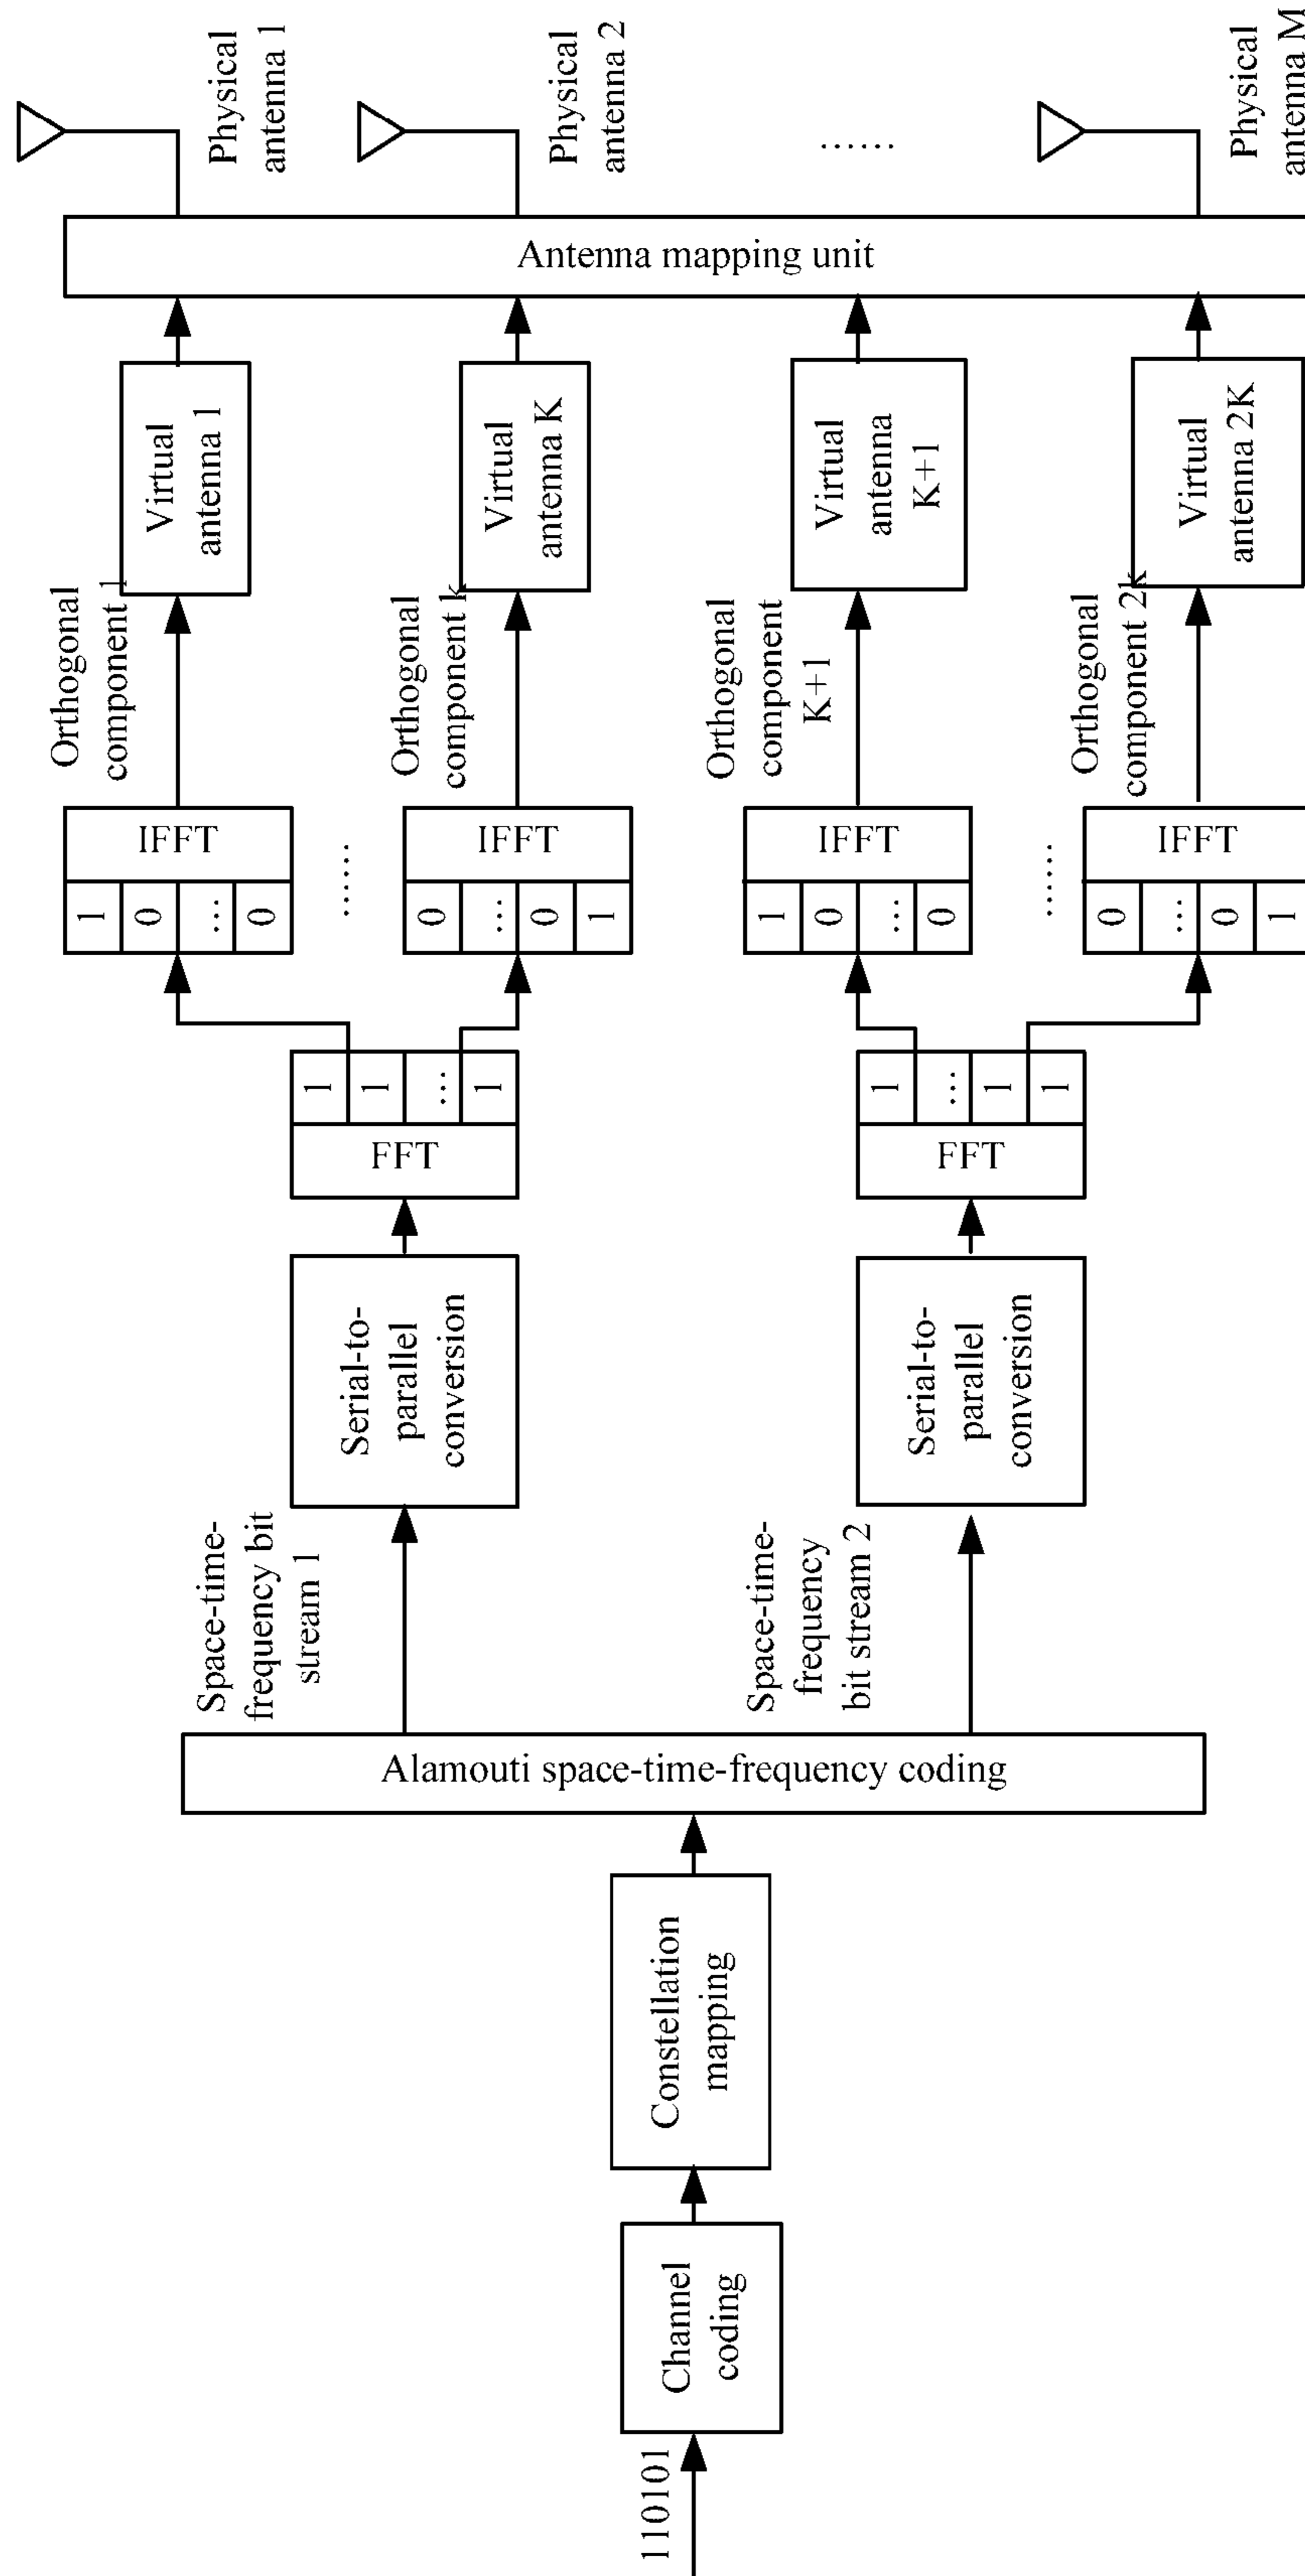 110101
Channel
coding
Constellation
mapping
Alamouti space-time-frequency coding
Space-time-
frequency bit
stream 1
Serial-to-
parallel
conversion
FFT
1
1
...
1
1
0
...
0
IFFT
Orthogonal
component 1
Virtual
antenna 1
......
0
...
0
1
IFFT
Orthogonal
component k
Virtual
antenna K
Space-time-
frequency
bit stream 2
Serial-to-
parallel
conversion
FFT
1
...
1
1
1
0
...
0
IFFT
Orthogonal
component
K+1
Virtual
antenna
K+1
......
0
...
0
1
IFFT
Orthogonal
component 2k
Virtual
antenna 2K
Antenna mapping unit
Physical
antenna 1
Physical
antenna 2
......
Physical
antenna M